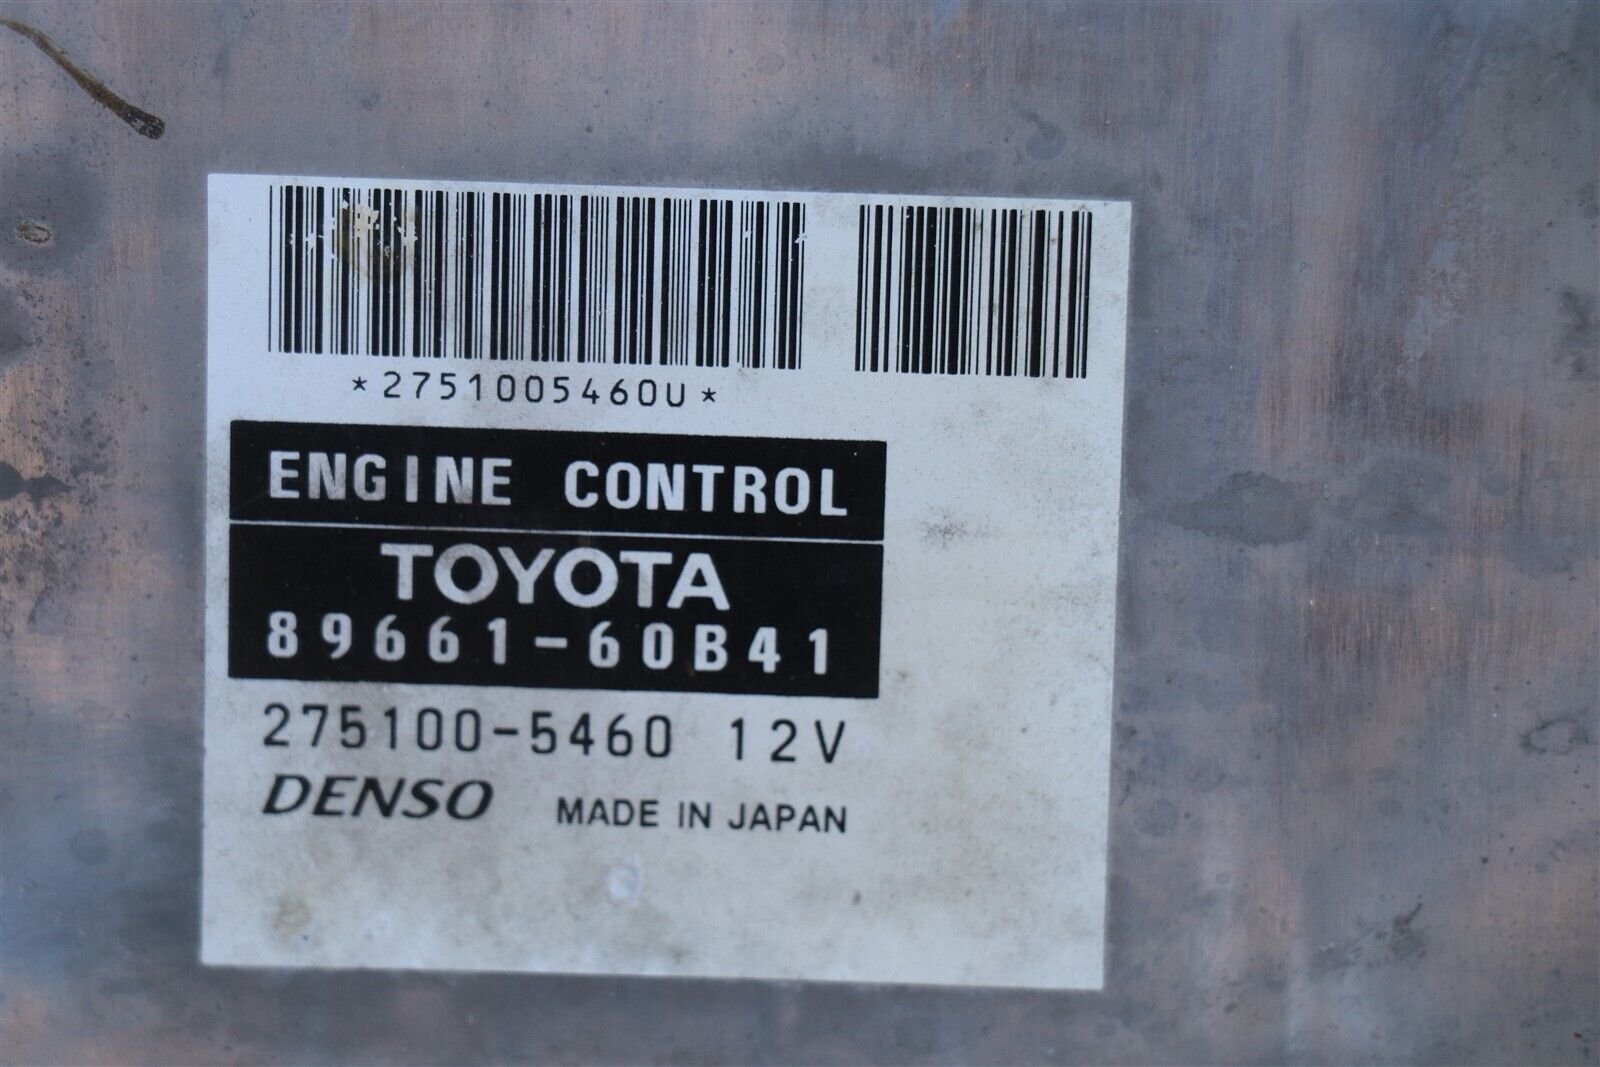 *2751005460U*
ENGINE CONTROL
TOYOTA
89661-60B41
275100-5460 12V
DENSO MADE IN JAPAN